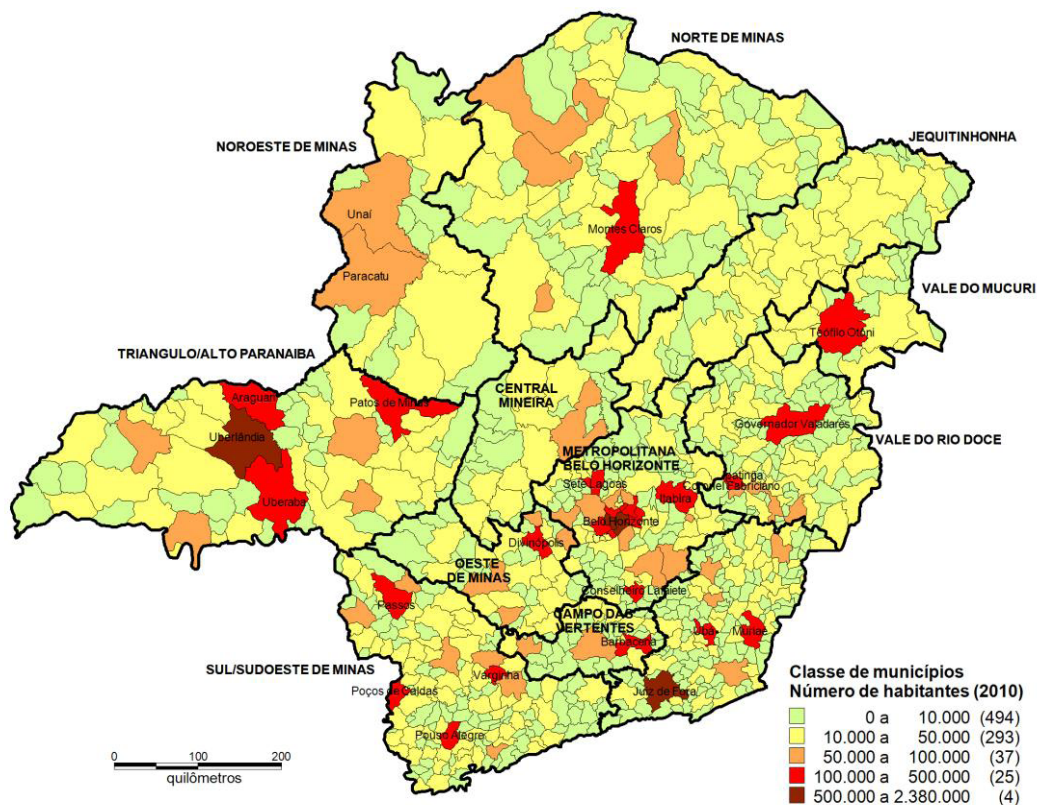 NORTE DE MINAS
JEQUITINHONHA
NOROESTE DE MINAS
Unaí
Montes Claros
Paracatu
VALE DO MUCURI
Teófilo Otoni
TRIANGULO/ALTO PARANAIBA
CENTRAL
MINEIRA
Araguari
Patos de Minas
Uberlândia
Governador Valadares
VALE DO RIO DOCE
METROPOLITANA
BELO HORIZONTE
Ipatinga
Sete Lagoas
Coronel Fabriciano
Uberaba
Itabira
Belo Horizonte
Divinópolis
OESTE
DE MINAS
Conselheiro Lafaiete
Passos
CAMPO DAS
VERTENTES
Ubá
Muriaé
Barbacena
SUL/SUDOESTE DE MINAS
Varginha
Poços de Caldas
Juiz de Fora
Pouso Alegre
Classe de municípios
Número de habitantes (2010)
0 a 10.000 (494)
10.000 a 50.000 (293)
50.000 a 100.000 (37)
100.000 a 500.000 (25)
500.000 a 2.380.000 (4)
0 100 200
quilômetros